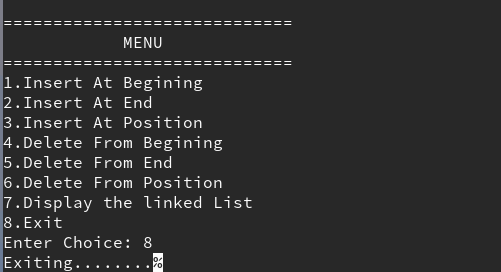 =============================
MENU
=============================
1.Insert At Begining
2.Insert At End
3.Insert At Position
4.Delete From Begining
5.Delete From End
6.Delete From Position
7.Display the linked List
8.Exit
Enter Choice: 8
Exiting........%